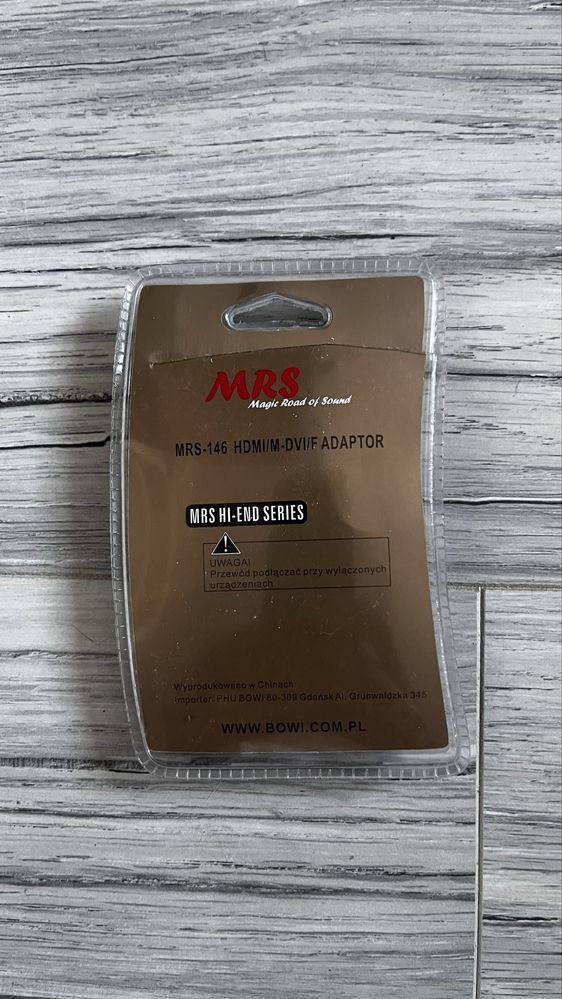 MRS
Magic Road of Sound
MRS-146 HDMI/M-DVI/F ADAPTOR
MRS HI-END SERIES
UWAGA!
Przewód podłączać przy wyłączonych
urządzeniach
Wyprodukowano w Chinach
Importer: PHU BOWI 80-309 Gdańsk Al. Grunwaldzka 345
WWW.BOWI.COM.PL